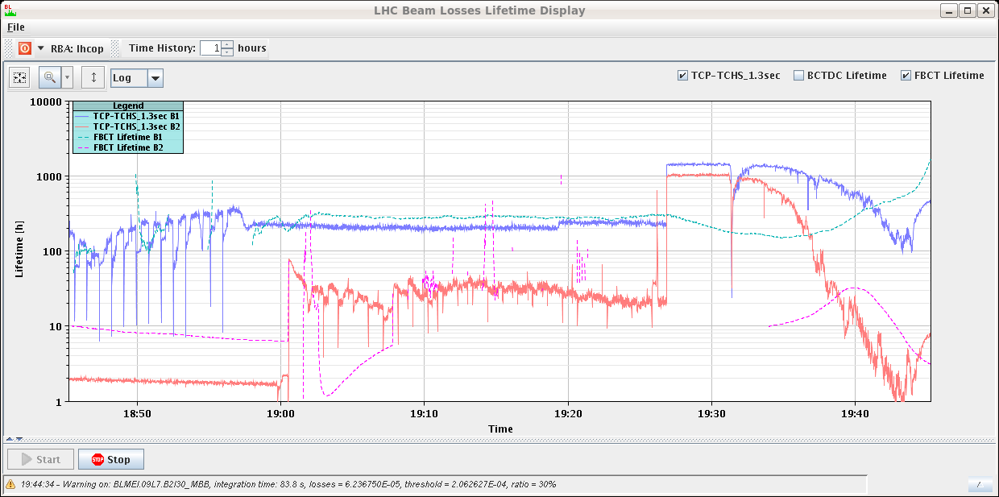 BL
LHC Beam Losses Lifetime Display
File
RBA: lhcop
Time History: 1 hours
Log
TCP-TCHS_1.3sec
BCTDC Lifetime
FBCT Lifetime
Legend
TCP-TCHS_1.3sec B1
TCP-TCHS_1.3sec B2
FBCT Lifetime B1
FBCT Lifetime B2
10000
1000
100
10
1
Lifetime [h]
18:50
19:00
19:10
19:20
19:30
19:40
Time
Start
STOP Stop
19:44:34 - Warning on: BLMEI.09L7.B2I30_MBB, integration time: 83.8 s, losses = 6.236750E-05, threshold = 2.062627E-04, ratio = 30%